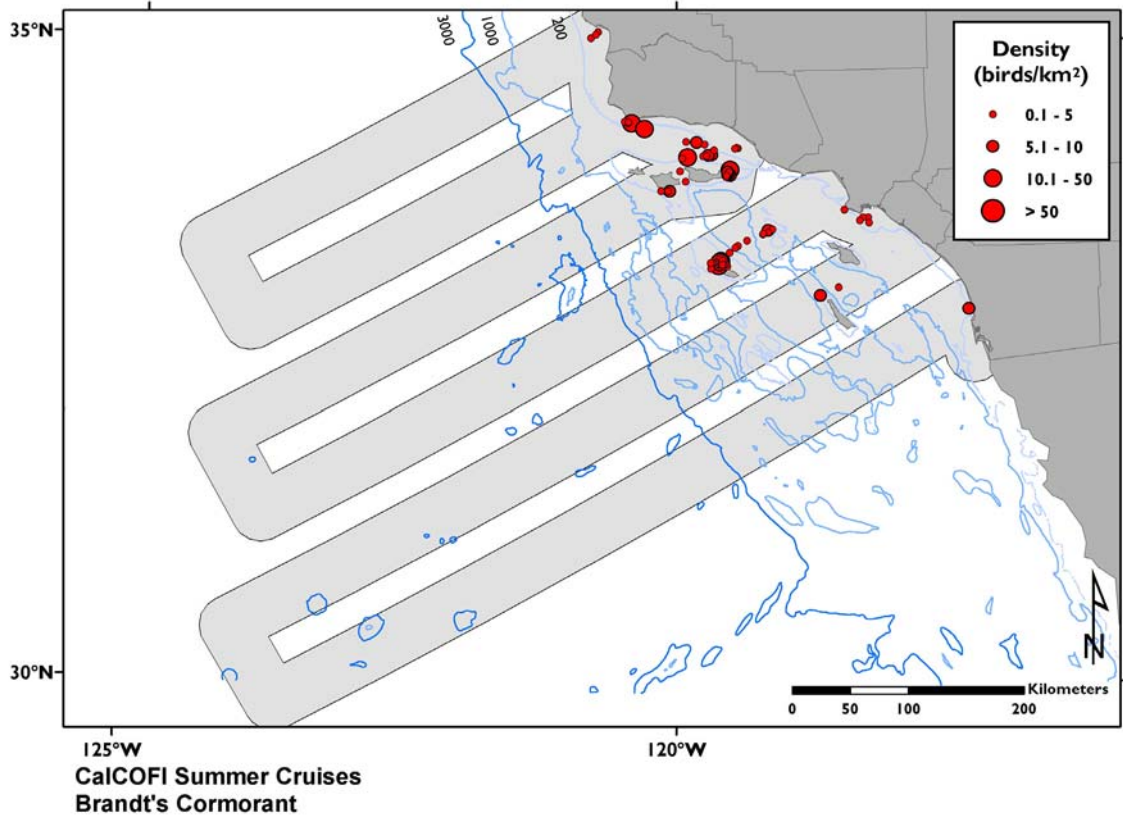 35°N
3000
1000
200
Density
(birds/km²)
0.1 - 5
5.1 - 10
10.1 - 50
> 50
30°N
N
Kilometers
0 50 100 200
125°W 120°W
CalCOFI Summer Cruises
Brandt's Cormorant